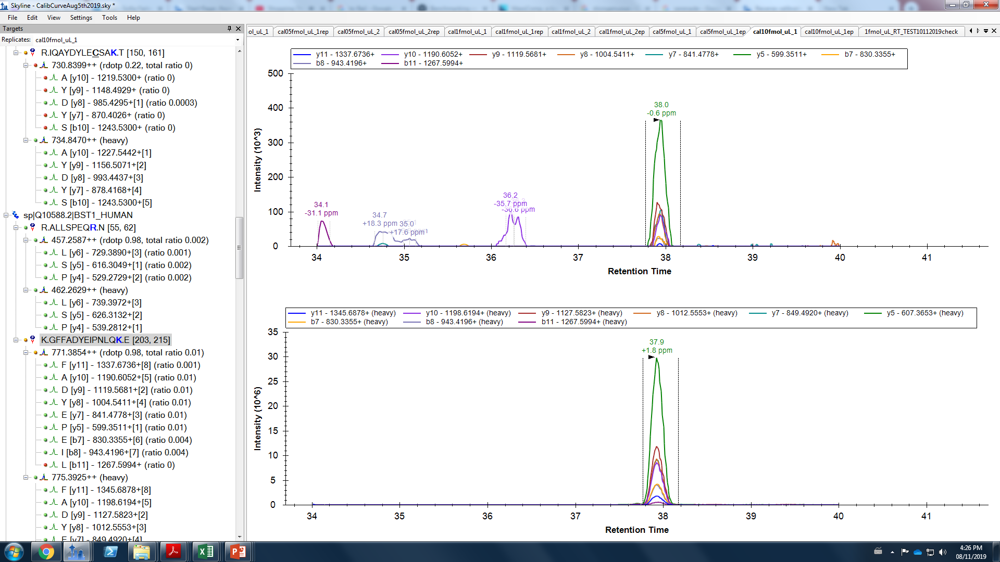 Skyline - CalibCurveAug5th2019.sky *
File Edit View Settings Tools Help
Targets
Replicates: cal10fmol_uL_1
R.IQAYDYLECSAK.T [150, 161]
730.8399++ (rdotp 0.22, total ratio 0)
A [y10] - 1219.5300+ (ratio 0)
Y [y9] - 1148.4929+ (ratio 0)
D [y8] - 985.4295+[1] (ratio 0.0003)
Y [y7] - 870.4026+ (ratio 0)
S [b10] - 1243.5300+ (ratio 0)
734.8470++ (heavy)
A [y10] - 1227.5442+[1]
Y [y9] - 1156.5071+[2]
D [y8] - 993.4437+[3]
Y [y7] - 878.4168+[4]
S [b10] - 1243.5300+[5]
sp|Q10588.2|BST1_HUMAN
R.ALLSPEQR.N [55, 62]
457.2587++ (rdotp 0.98, total ratio 0.002)
L [y6] - 729.3890+[3] (ratio 0.001)
S [y5] - 616.3049+[1] (ratio 0.002)
P [y4] - 529.2729+[2] (ratio 0.002)
462.2629++ (heavy)
L [y6] - 739.3972+[3]
S [y5] - 626.3132+[2]
P [y4] - 539.2812+[1]
K.GFFADYEIPNLQK.E [203, 215]
771.3854++ (rdotp 0.98, total ratio 0.01)
F [y11] - 1337.6736+[8] (ratio 0.001)
A [y10] - 1190.6052+[5] (ratio 0.01)
D [y9] - 1119.5681+[2] (ratio 0.01)
Y [y8] - 1004.5411+[4] (ratio 0.01)
E [y7] - 841.4778+[3] (ratio 0.01)
P [y5] - 599.3511+[1] (ratio 0.01)
E [b7] - 830.3355+[6] (ratio 0.004)
I [b8] - 943.4196+[7] (ratio 0.004)
L [b11] - 1267.5994+ (ratio 0)
775.3925++ (heavy)
F [y11] - 1345.6878+[8]
A [y10] - 1198.6194+[5]
D [y9] - 1127.5823+[2]
Y [y8] - 1012.5553+[3]
E [y7] - 849.4920+[4]
ol_uL_1 cal05fmol_uL_1rep cal05fmol_uL_2 cal05fmol_uL_2rep cal1fmol_uL_1 cal1fmol_uL_1rep cal1fmol_uL_2 cal1fmol_uL_2ep cal5fmol_uL_1 cal5fmol_uL_1ep cal10fmol_uL_1 cal10fmol_uL_1ep 1fmol_uL_RT_TEST10112019check
y11 - 1337.6736+ y10 - 1190.6052+ y9 - 1119.5681+ y8 - 1004.5411+ y7 - 841.4778+ y5 - 599.3511+ b7 - 830.3355+
b8 - 943.4196+ b11 - 1267.5994+
Intensity (10^3)
500
400
300
200
100
0
34.1
-31.1 ppm
34.7
+18.3 ppm
35.0
+17.6 ppm
36.2
-35.7 ppm
-36.6 ppm
38.0
-0.6 ppm
34 35 36 37 38 39 40 41
Retention Time
y11 - 1345.6878+ (heavy) y10 - 1198.6194+ (heavy) y9 - 1127.5823+ (heavy) y8 - 1012.5553+ (heavy) y7 - 849.4920+ (heavy) y5 - 607.3653+ (heavy)
b7 - 830.3355+ (heavy) b8 - 943.4196+ (heavy) b11 - 1267.5994+ (heavy)
Intensity (10^6)
35
30
25
20
15
10
5
0
37.9
+1.8 ppm
34 35 36 37 38 39 40 41
Retention Time
4:26 PM
08/11/2019